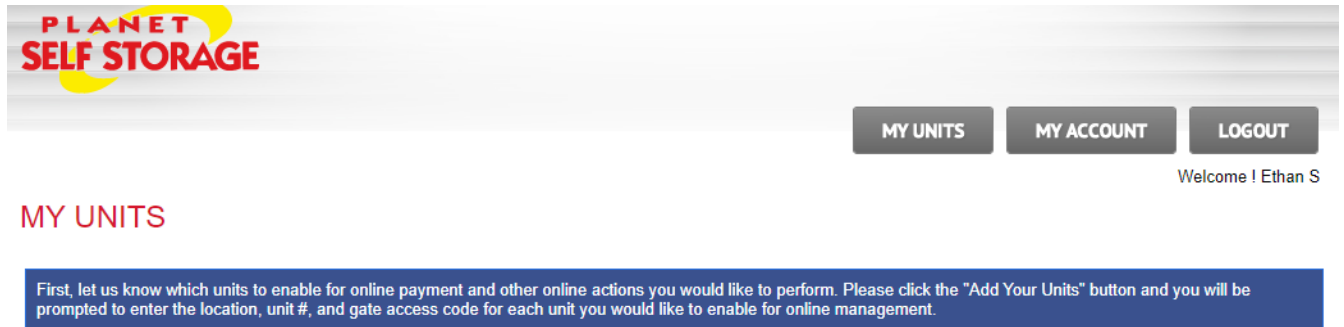 PLANET
SELF STORAGE
MY UNITS
MY ACCOUNT
LOGOUT
Welcome ! Ethan S
MY UNITS
First, let us know which units to enable for online payment and other online actions you would like to perform. Please click the "Add Your Units" button and you will be
prompted to enter the location, unit #, and gate access code for each unit you would like to enable for online management.